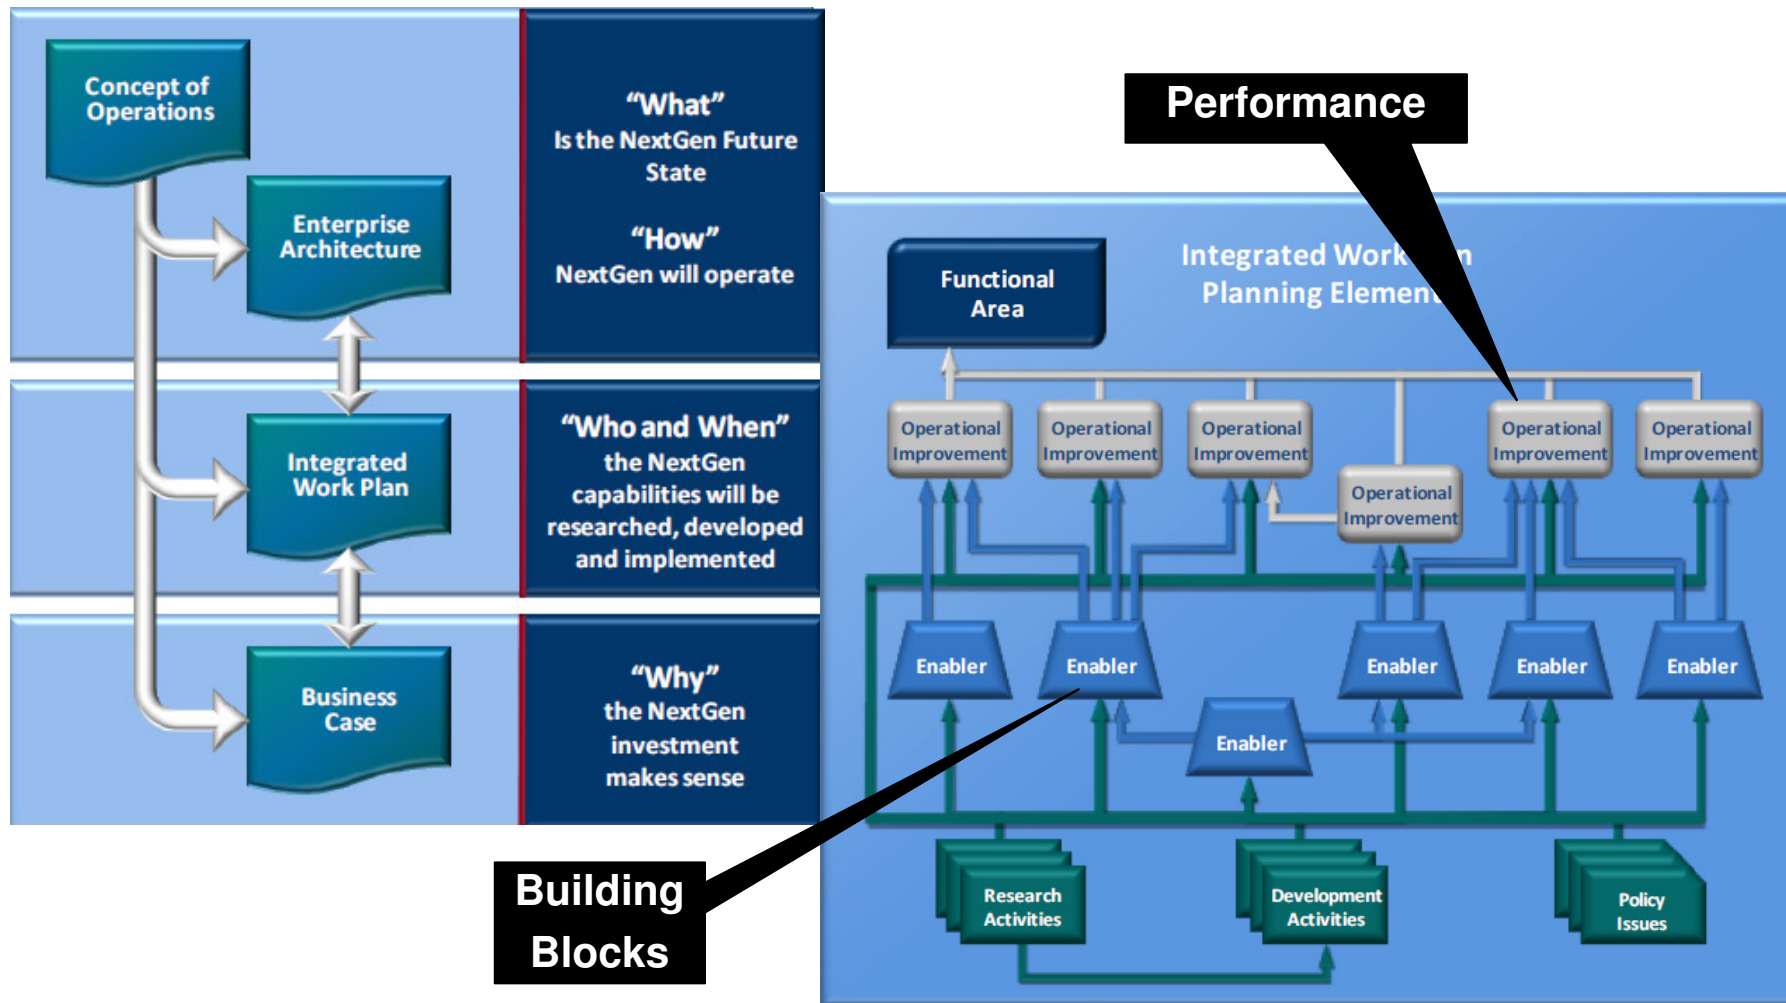 Concept of
Operations
Enterprise
Architecture
Integrated
Work Plan
Business
Case
“What”
Is the NextGen Future
State
“How”
NextGen will operate
“Who and When”
the NextGen
capabilities will be
researched, developed
and implemented
“Why”
the NextGen
investment
makes sense
Performance
Integrated Work
Planning Element
Functional
Area
Operational
Improvement
Operational
Improvement
Operational
Improvement
Operational
Improvement
Operational
Improvement
Operational
Improvement
Enabler
Enabler
Enabler
Enabler
Enabler
Enabler
Research
Activities
Development
Activities
Policy
Issues
Building
Blocks